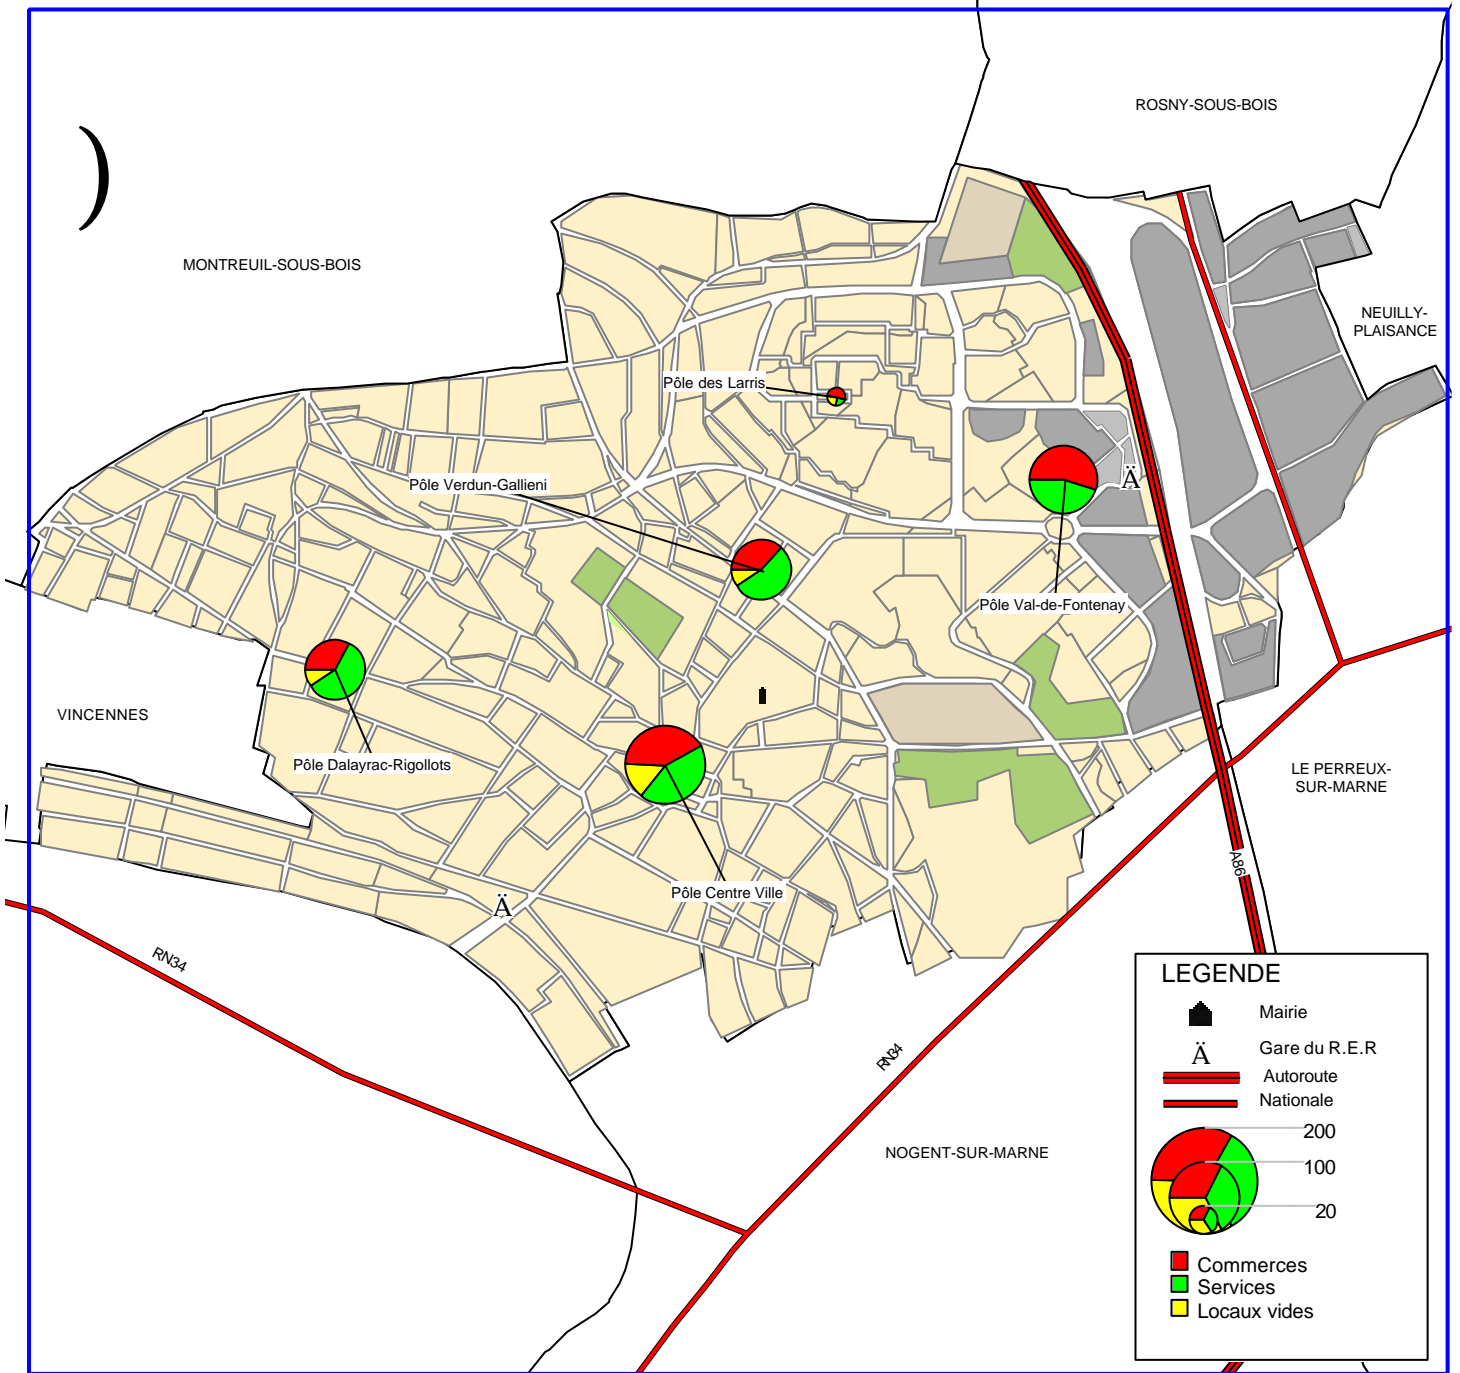 )
ROSNY-SOUS-BOIS
MONTREUIL-SOUS-BOIS
NEUILLY-
PLAISANCE
Pôle des Larris
Pôle Verdun-Gallieni
Ä
Pôle Val-de-Fontenay
VINCENNES
Pôle Dalayrac-Rigollots
LE PERREUX-
SUR-MARNE
A86
Pôle Centre Ville
Ä
RN34
RN34
NOGENT-SUR-MARNE
LEGENDE
Mairie
Ä Gare du R.E.R
Autoroute
Nationale
200
100
20
Commerces
Services
Locaux vides